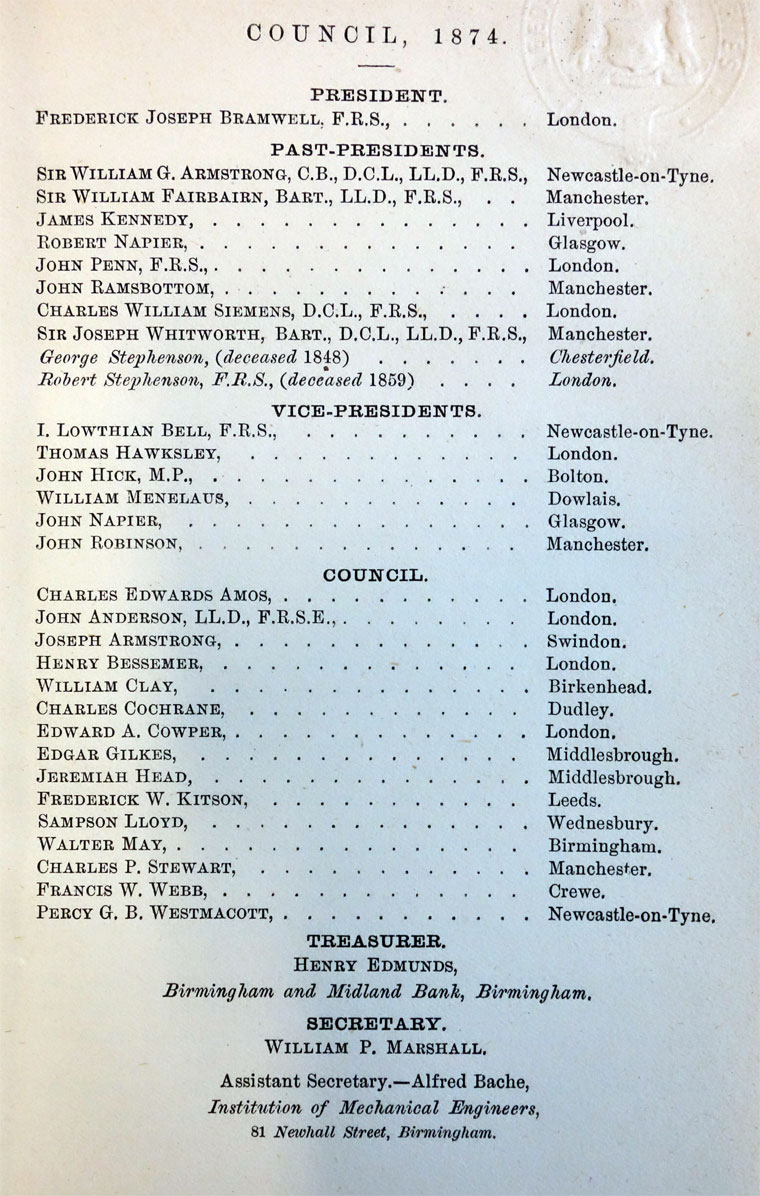 COUNCIL, 1874.
PRESIDENT.
FREDERICK JOSEPH BRAMWELL, F.R.S., . . . . . . London.
PAST-PRESIDENTS.
SIR WILLIAM G. ARMSTRONG, C.B., D.C.L., LL.D., F.R.S., Newcastle-on-Tyne.
SIR WILLIAM FAIRBAIRN, BART., LL.D., F.R.S., . . Manchester.
JAMES KENNEDY, . . . . . . . . . . . . . . Liverpool.
ROBERT NAPIER, . . . . . . . . . . . . . . Glasgow.
JOHN PENN, F.R.S., . . . . . . . . . . . . . . London.
JOHN RAMSBOTTOM, . . . . . . . . . . . . . Manchester.
CHARLES WILLIAM SIEMENS, D.C.L., F.R.S., . . . . London.
SIR JOSEPH WHITWORTH, BART., D.C.L., LL.D., F.R.S., Manchester.
George Stephenson, (deceased 1848) . . . . . . . Chesterfield.
Robert Stephenson, F.R.S., (deceased 1859) . . . . London.
VICE-PRESIDENTS.
I. LOWTHIAN BELL, F.R.S., . . . . . . . . . . Newcastle-on-Tyne.
THOMAS HAWKSLEY, . . . . . . . . . . . . London.
JOHN HICK, M.P., . . . . . . . . . . . . . . Bolton.
WILLIAM MENELAUS, . . . . . . . . . . . . Dowlais.
JOHN NAPIER, . . . . . . . . . . . . . . . Glasgow.
JOHN ROBINSON, . . . . . . . . . . . . . . Manchester.
COUNCIL.
CHARLES EDWARDS AMOS, . . . . . . . . . . . London.
JOHN ANDERSON, LL.D., F.R.S.E., . . . . . . . . London.
JOSEPH ARMSTRONG, . . . . . . . . . . . . . Swindon.
HENRY BESSEMER, . . . . . . . . . . . . . London.
WILLIAM CLAY, . . . . . . . . . . . . . . Birkenhead.
CHARLES COCHRANE, . . . . . . . . . . . . Dudley.
EDWARD A. COWPER, . . . . . . . . . . . . . London.
EDGAR GILKES, . . . . . . . . . . . . . . Middlesbrough.
JEREMIAH HEAD, . . . . . . . . . . . . . . Middlesbrough.
FREDERICK W. KITSON, . . . . . . . . . . . Leeds.
SAMPSON LLOYD, . . . . . . . . . . . . . . Wednesbury.
WALTER MAY, . . . . . . . . . . . . . . . Birmingham.
CHARLES P. STEWART, . . . . . . . . . . . . Manchester.
FRANCIS W. WEBB, . . . . . . . . . . . . . Crewe.
PERCY G. B. WESTMACOTT, . . . . . . . . . . . Newcastle-on-Tyne.
TREASURER.
HENRY EDMUNDS,
Birmingham and Midland Bank, Birmingham.
SECRETARY.
WILLIAM P. MARSHALL.
Assistant Secretary.—Alfred Bache,
Institution of Mechanical Engineers,
81 Newhall Street, Birmingham.